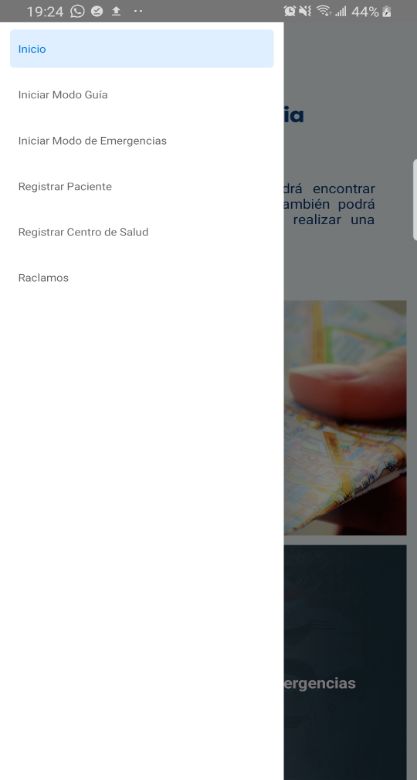 19:24 44%
Inicio
Iniciar Modo Guía
ia
Iniciar Modo de Emergencias
Registrar Paciente
drá encontrar
ambién podrá
realizar una
Registrar Centro de Salud
Raclamos
ergencias